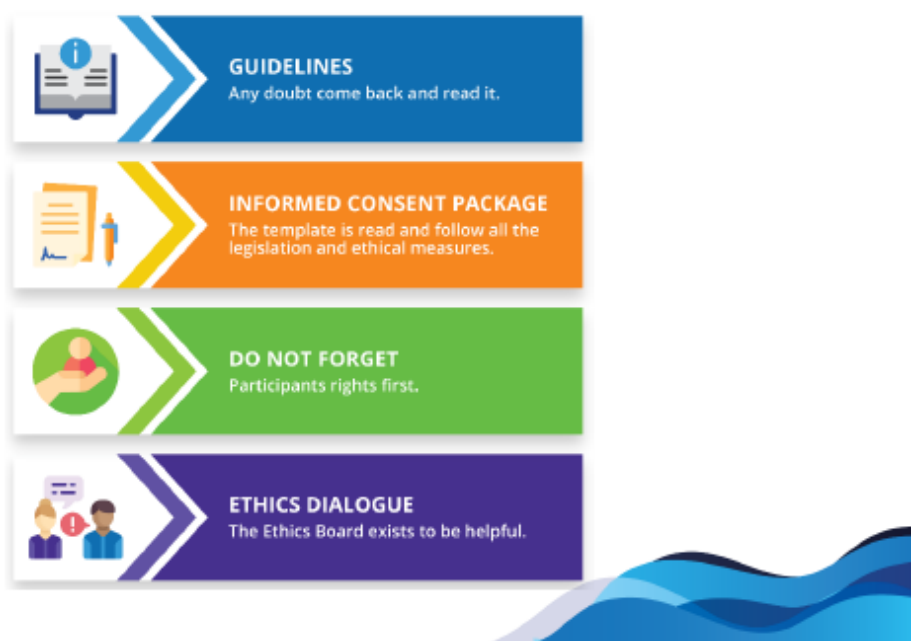 GUIDELINES
Any doubt come back and read it.
INFORMED CONSENT PACKAGE
The template is read and follow all the
legislation and ethical measures.
DO NOT FORGET
Participants rights first.
ETHICS DIALOGUE
The Ethics Board exists to be helpful.